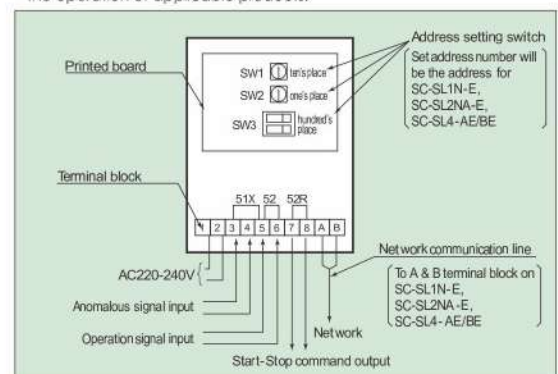 the operation of applicable products.
Address setting switch
Set address number will
be the address for
SC-SL1N-E,
SC-SL2NA-E,
SC-SL4-AE/BE
Printed board
SW1 ten's place
SW2 one's place
SW3 hundred's
place
Terminal block
51X 52 52R
1 2 3 4 5 6 7 8 A B
Network communication line
AC220-240V
To A & B terminal block on
SC-SL1N-E,
SC-SL2NA-E,
SC-SL4-AE/BE
Anomalous signal input
Operation signal input
Network
Start-Stop command output